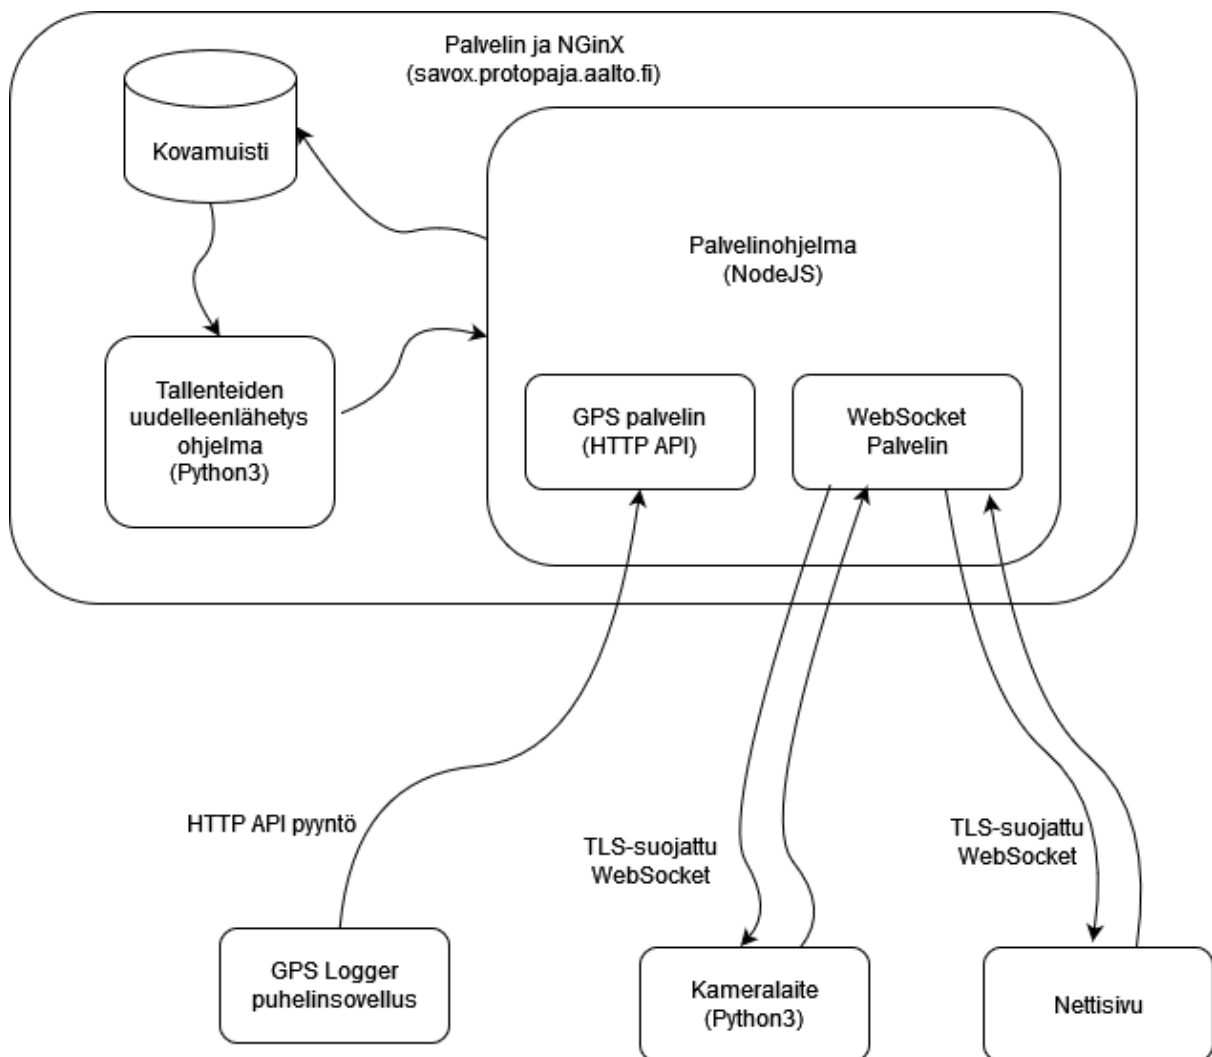 Palvelin ja NGinX
(savox.protopaja.aalto.fi)
Kovamuisti
Palvelinohjelma
(NodeJS)
Tallenteiden
uudelleenlähetys
ohjelma
(Python3)
GPS palvelin
(HTTP API)
WebSocket
Palvelin
HTTP API pyyntö
TLS-suojattu
WebSocket
TLS-suojattu
WebSocket
GPS Logger
puhelinsovellus
Kameralaite
(Python3)
Nettisivu